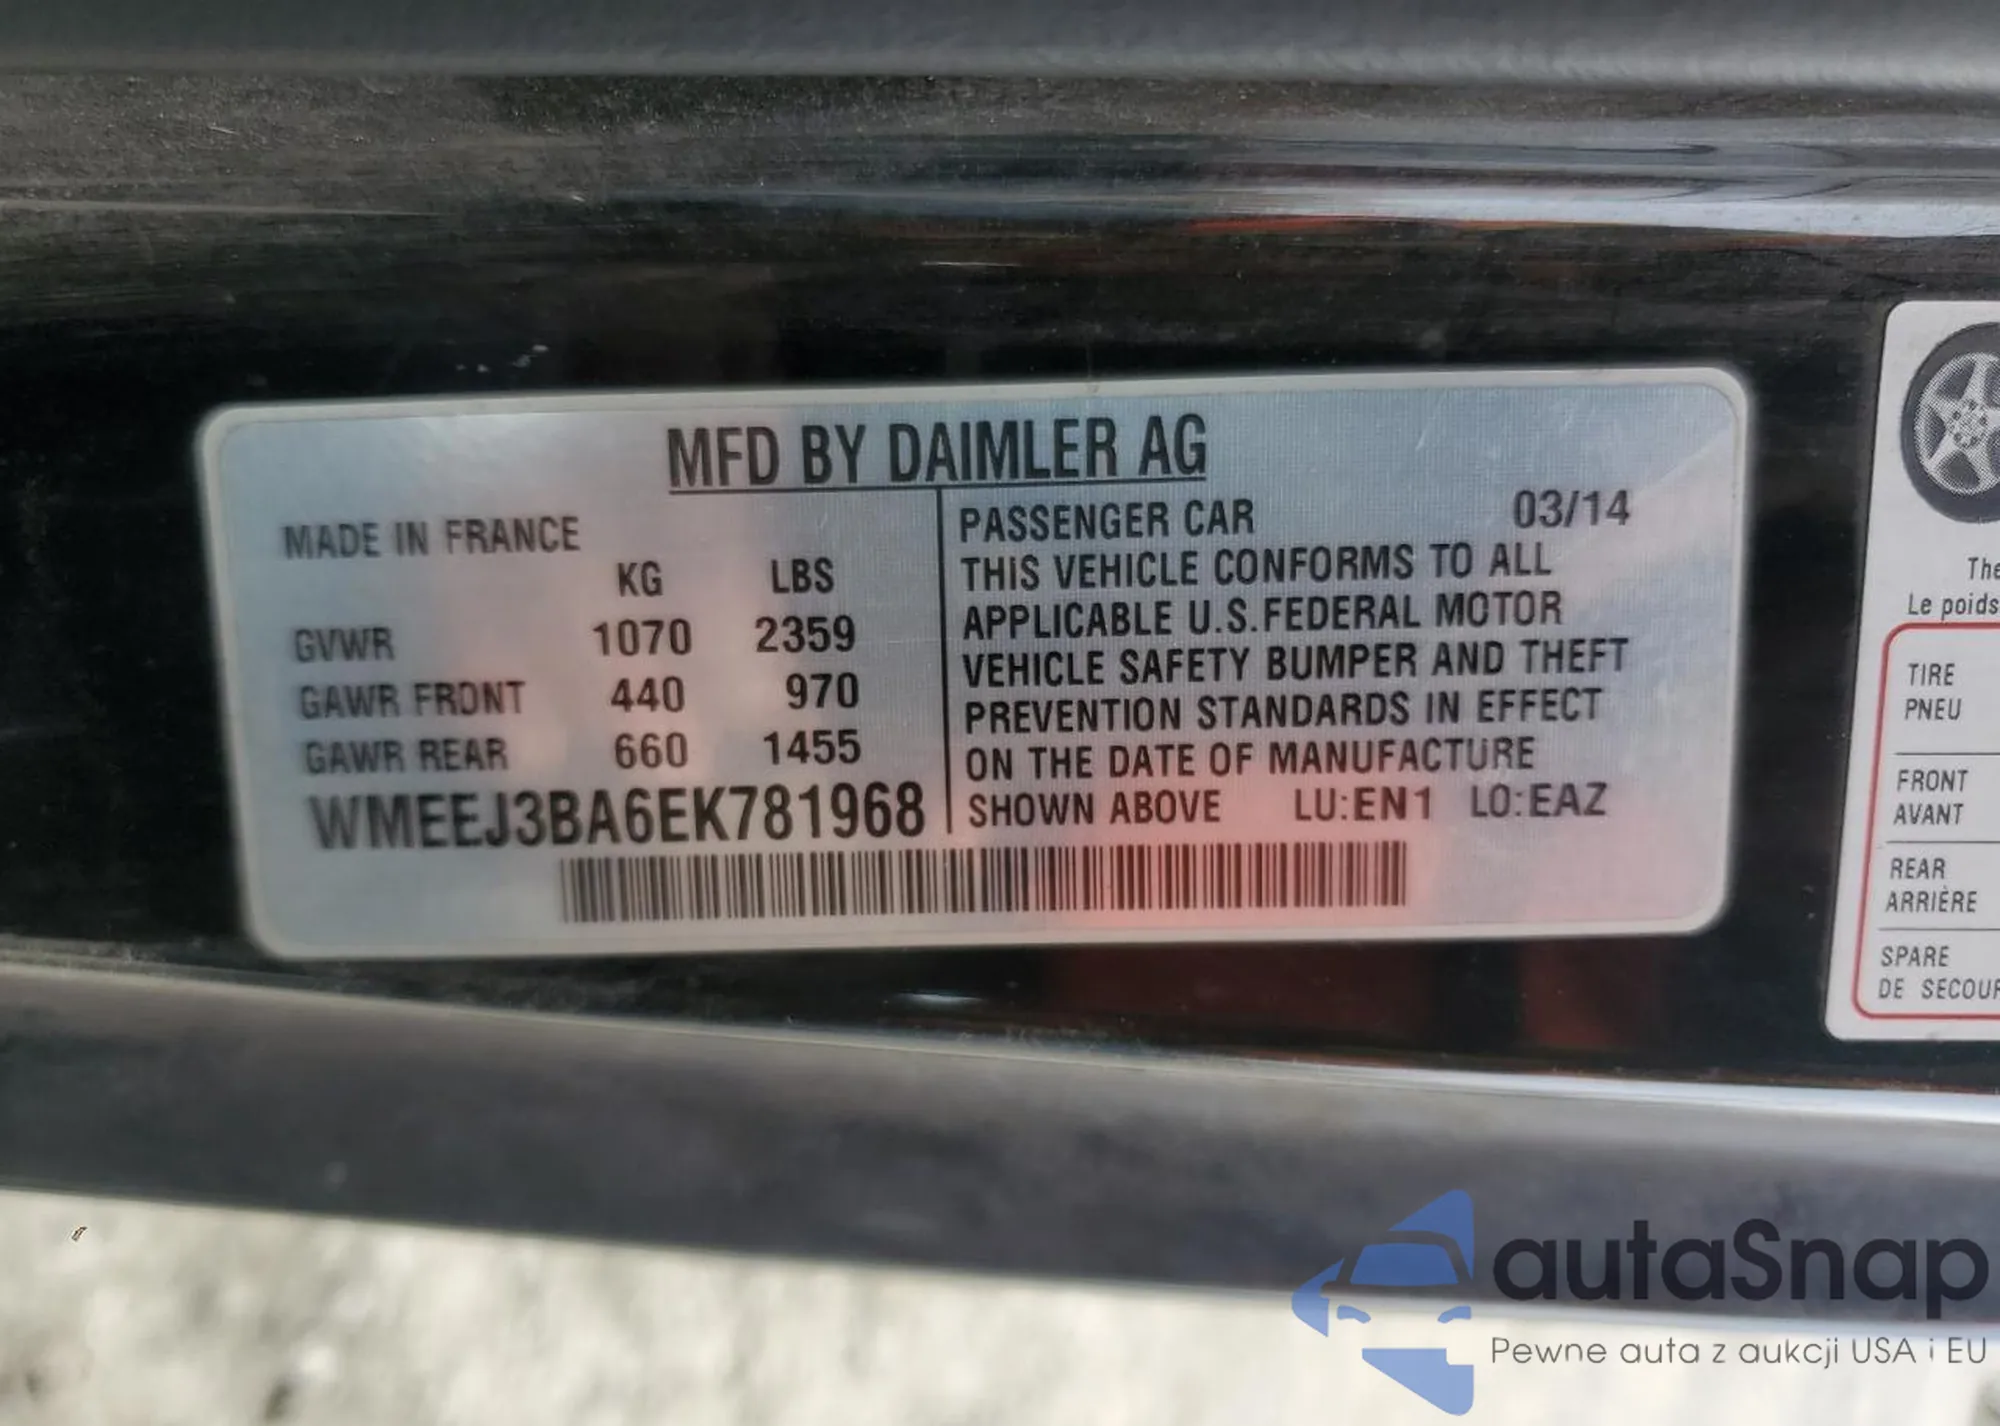 MFD BY DAIMLER AG
MADE IN FRANCE
KG LBS
GVWR 1070 2359
GAWR FRONT 440 970
GAWR REAR 660 1455
WMEEJ3BA6EK781968
PASSENGER CAR 03/14
THIS VEHICLE CONFORMS TO ALL
APPLICABLE U.S.FEDERAL MOTOR
VEHICLE SAFETY BUMPER AND THEFT
PREVENTION STANDARDS IN EFFECT
ON THE DATE OF MANUFACTURE
SHOWN ABOVE LU:EN1 LO:EAZ
The
Le poids
TIRE
PNEU
FRONT
AVANT
REAR
ARRIÈRE
SPARE
DE SECOUR
autaSnap
Pewne auta z aukcji USA i EU